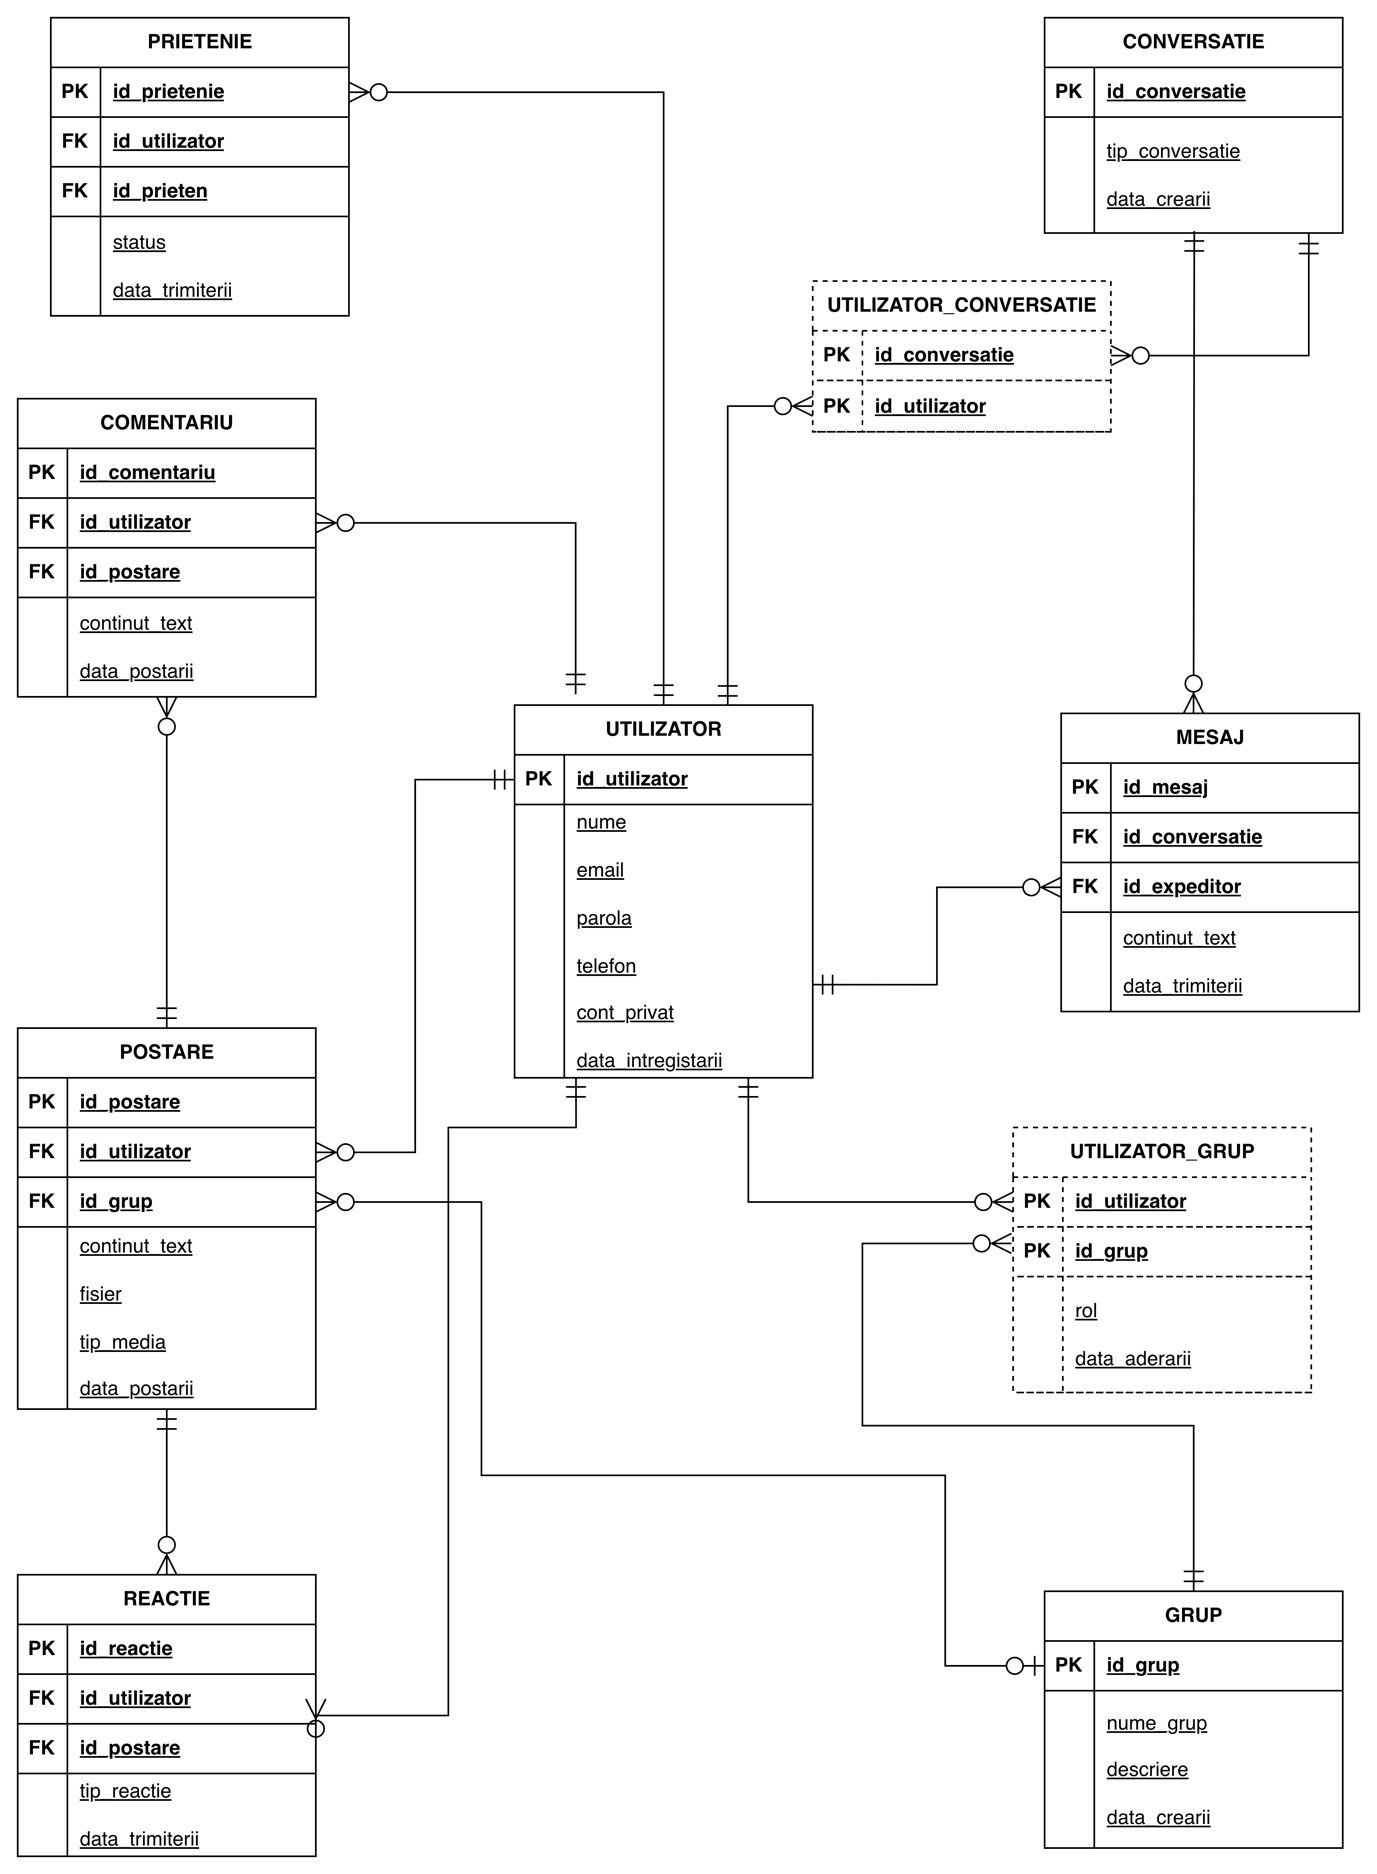 PRIETENIE
PK id_prietenie
FK id_utilizator
FK id_prieten
status
data_trimiterii
CONVERSATIE
PK id_conversatie
tip_conversatie
data_crearii
UTILIZATOR_CONVERSATIE
PK id_conversatie
PK id_utilizator
COMENTARIU
PK id_comentariu
FK id_utilizator
FK id_postare
continut_text
data_postarii
UTILIZATOR
PK id_utilizator
nume
email
parola
telefon
cont_privat
data_intregistarii
MESAJ
PK id_mesaj
FK id_conversatie
FK id_expeditor
continut_text
data_trimiterii
POSTARE
PK id_postare
FK id_utilizator
FK id_grup
continut_text
fisier
tip_media
data_postarii
UTILIZATOR_GRUP
PK id_utilizator
PK id_grup
rol
data_aderarii
REACTIE
PK id_reactie
FK id_utilizator
FK id_postare
tip_reactie
data_trimiterii
GRUP
PK id_grup
nume_grup
descriere
data_crearii